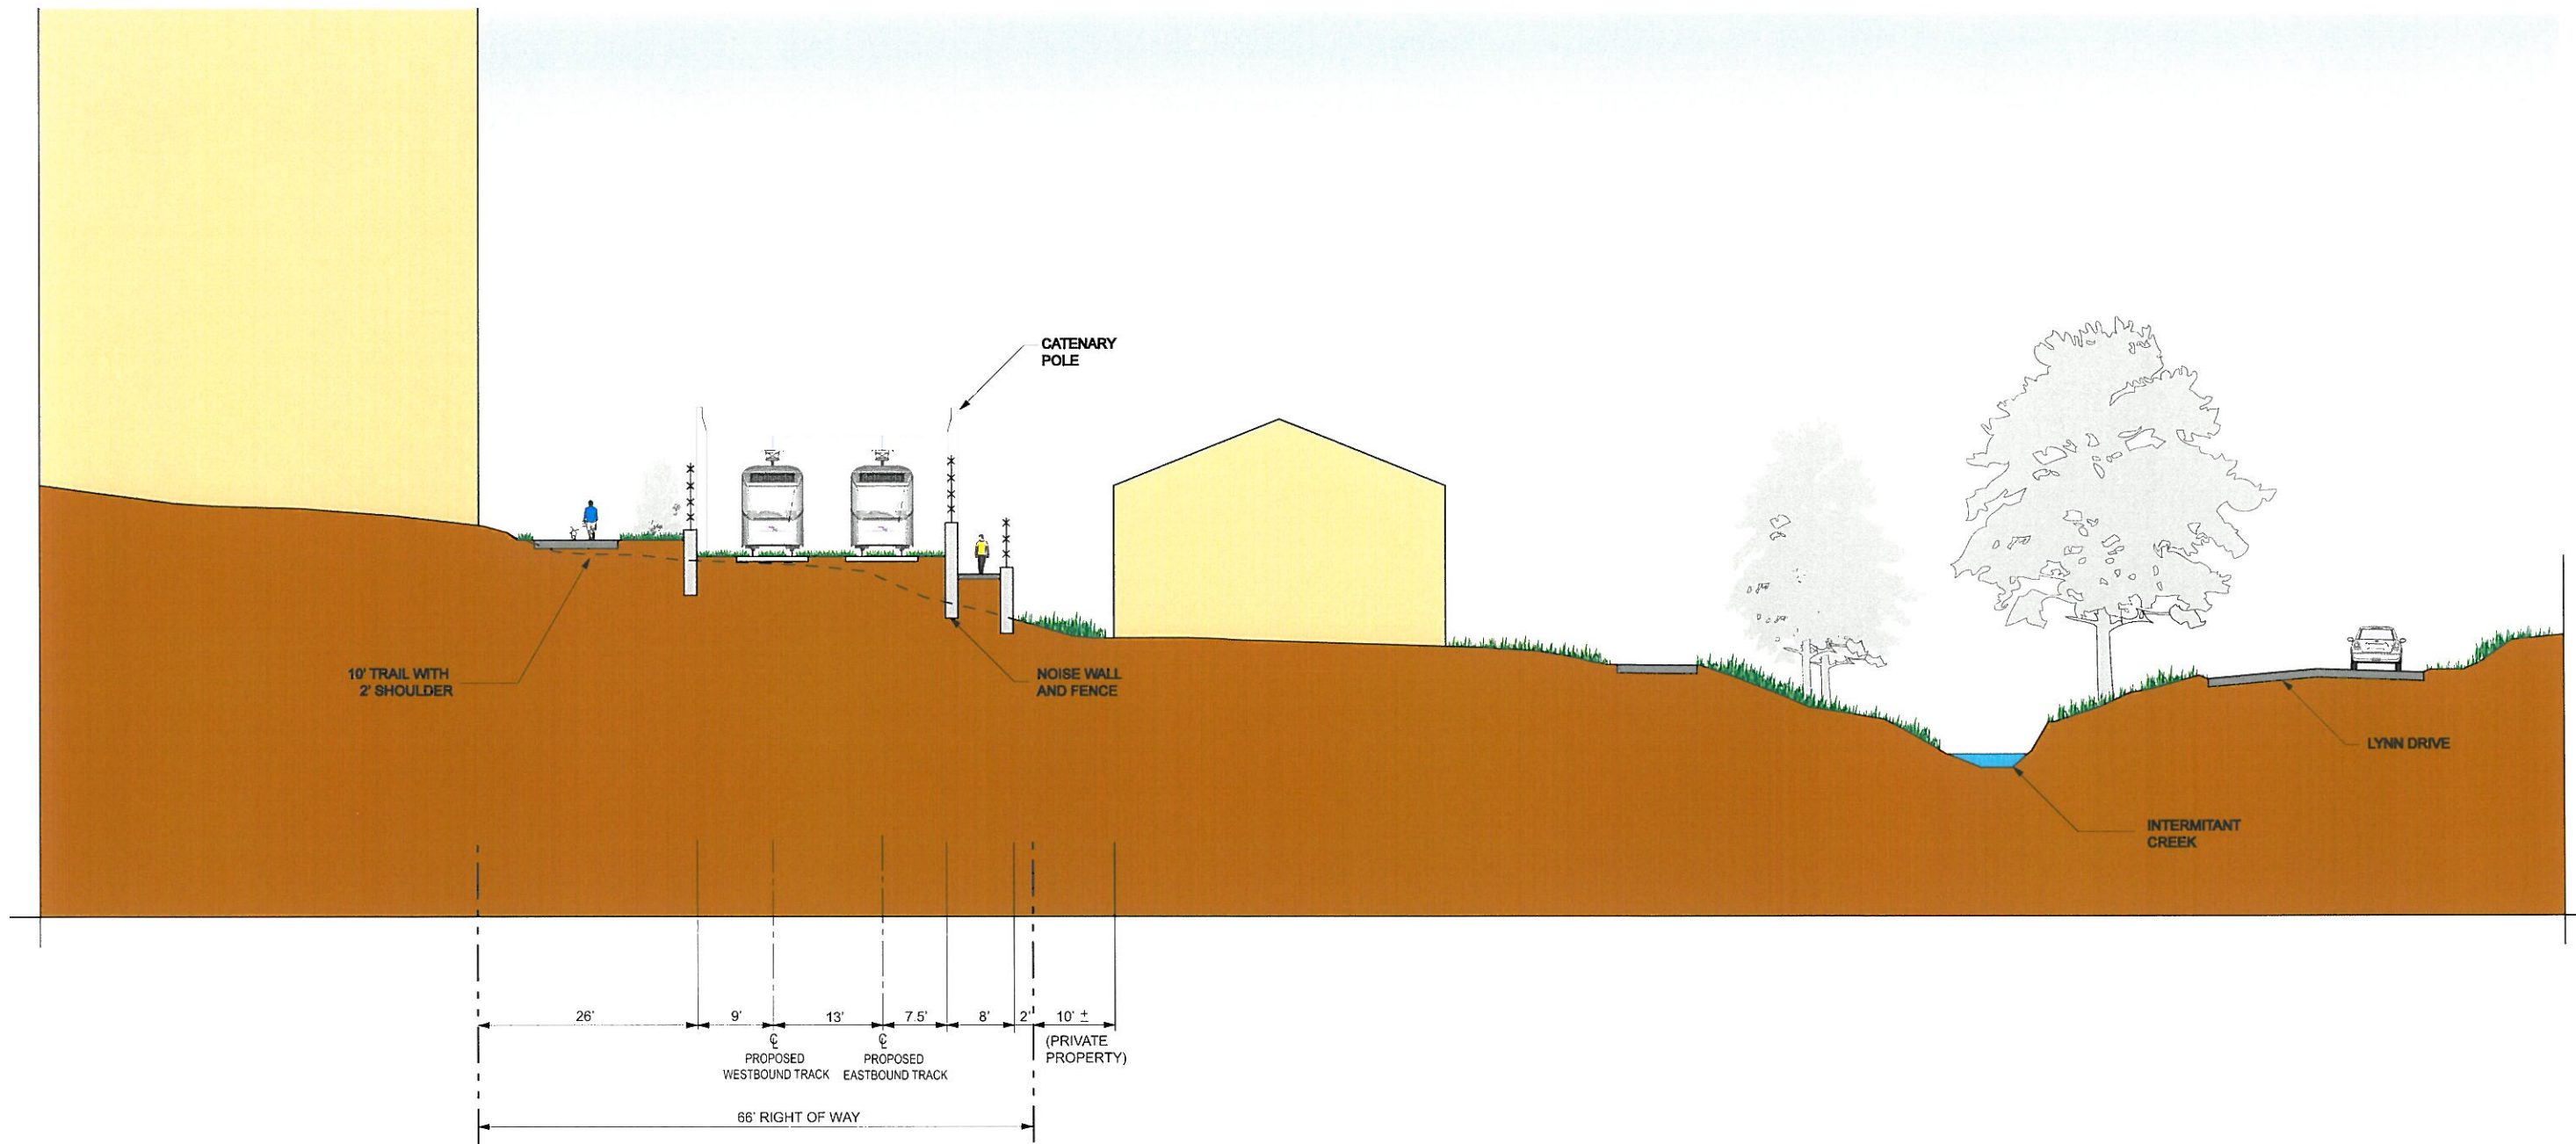 CATENARY
POLE
10' TRAIL WITH
2' SHOULDER
NOISE WALL
AND FENCE
LYNN DRIVE
INTERMITANT
CREEK
26'
9'
13'
7.5'
8'
2'
10' ±
(PRIVATE
PROPERTY)
℄
PROPOSED
WESTBOUND TRACK
℄
PROPOSED
EASTBOUND TRACK
66' RIGHT OF WAY